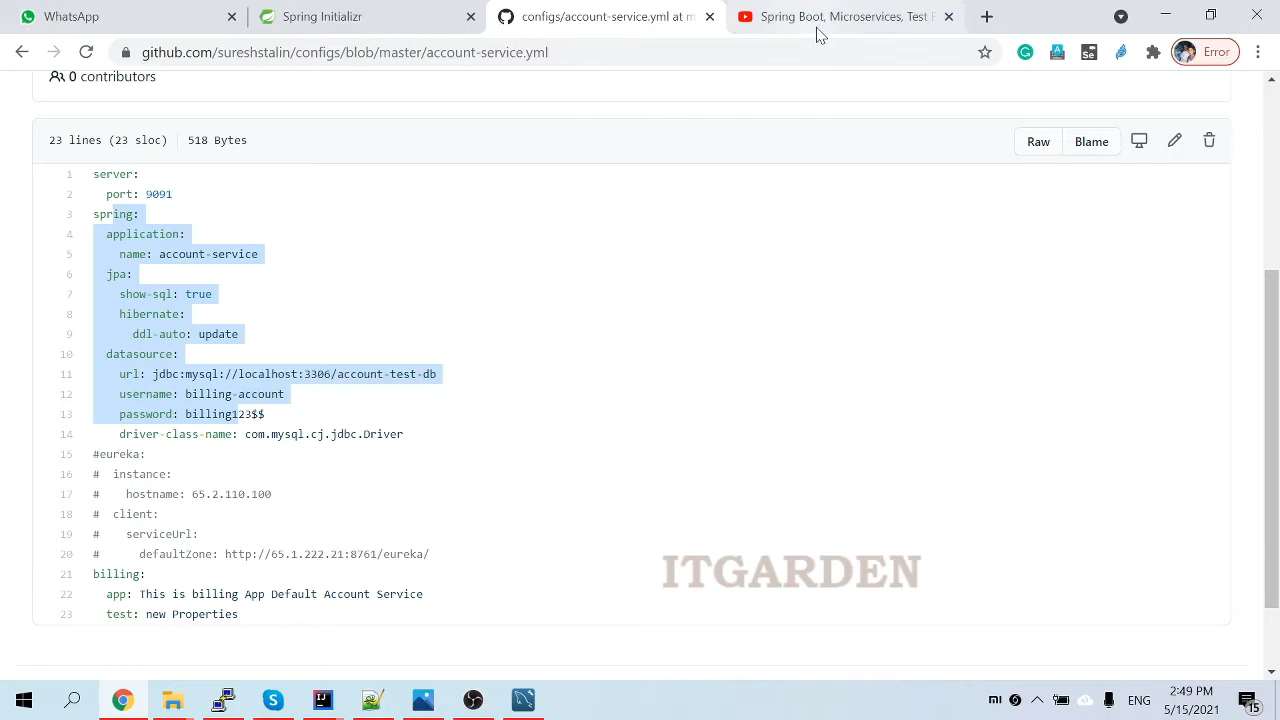 WhatsApp
Spring Initializr
configs/account-service.yml at m
Spring Boot, Microservices, Test F
github.com/sureshstalin/configs/blob/master/account-service.yml
Error
0 contributors
23 lines (23 sloc) 518 Bytes
Raw
Blame
1 server:
2 port: 9091
3 spring:
4 application:
5 name: account-service
6 jpa:
7 show-sql: true
8 hibernate:
9 ddl-auto: update
10 datasource:
11 url: jdbc:mysql://localhost:3306/account-test-db
12 username: billing-account
13 password: billing123$$
14 driver-class-name: com.mysql.cj.jdbc.Driver
15 #eureka:
16 # instance:
17 # hostname: 65.2.110.100
18 # client:
19 # serviceUrl:
20 # defaultZone: http://65.1.222.21:8761/eureka/
21 billing:
22 app: This is billing App Default Account Service
23 test: new Properties
ITGARDEN
ENG
2:49 PM
5/15/2021
15